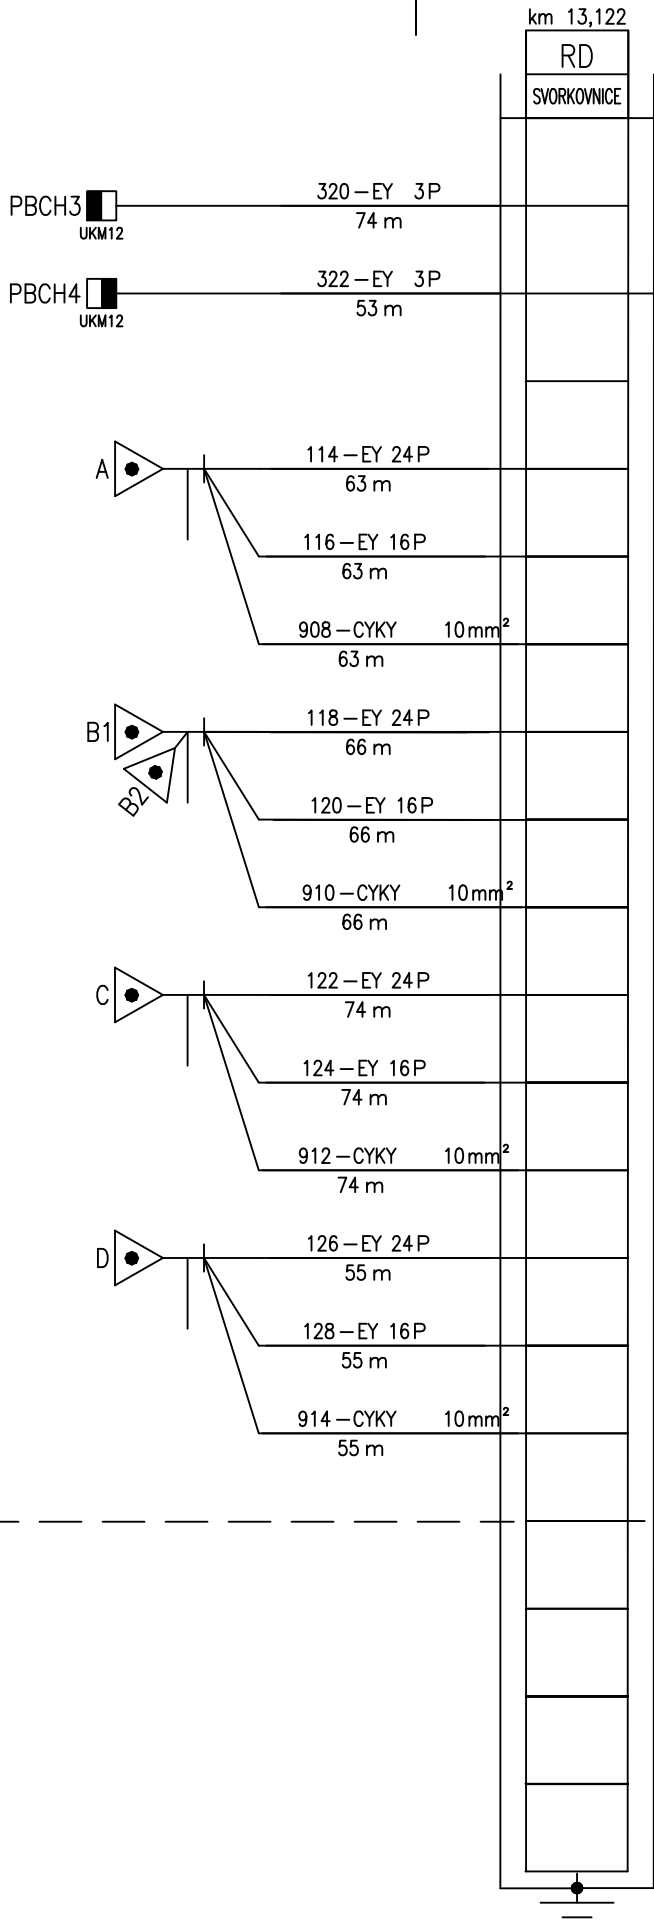 km 13,122
RD
SVORKOVNICE
320-EY 3P
PBCH3
74 m
UKM12
322-EY 3P
PBCH4
53 m
UKM12
114-EY 24P
A
63 m
116-EY 16P
63 m
908-CYKY 10mm²
63 m
118-EY 24P
B1
66 m
B2
120-EY 16P
66 m
910-CYKY 10mm²
66 m
122-EY 24P
C
74 m
124-EY 16P
74 m
912-CYKY 10mm²
74 m
126-EY 24P
D
55 m
128-EY 16P
55 m
914-CYKY 10mm²
55 m